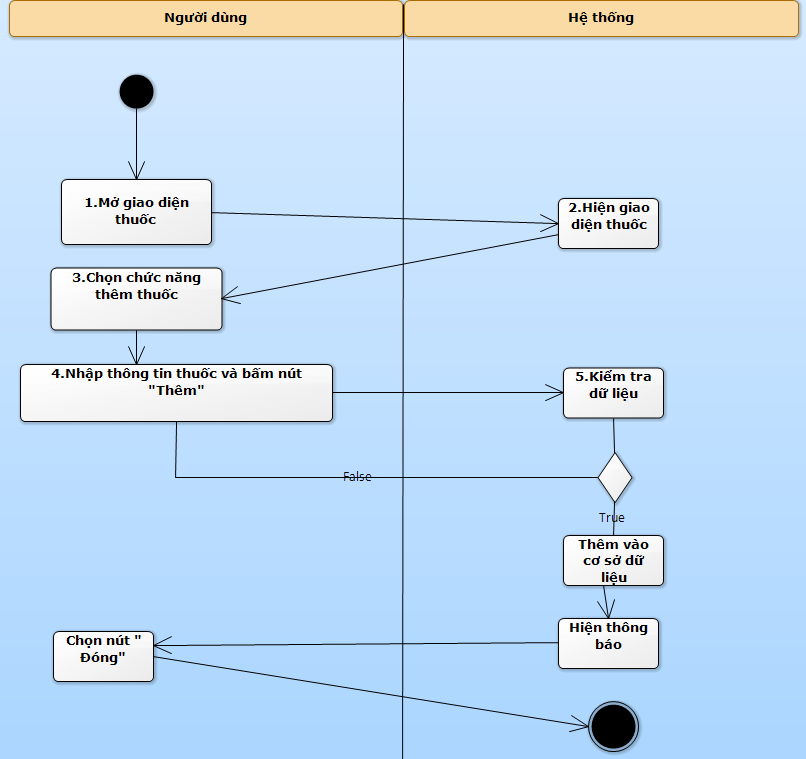 Người dùng
Hệ thống
1.Mở giao diện
thuốc
2.Hiện giao
diện thuốc
3.Chọn chức năng
thêm thuốc
4.Nhập thông tin thuốc và bấm nút
"Thêm"
5.Kiểm tra
dữ liệu
False
True
Thêm vào
cơ sở dữ
liệu
Hiện thông
báo
Chọn nút "
Đóng"